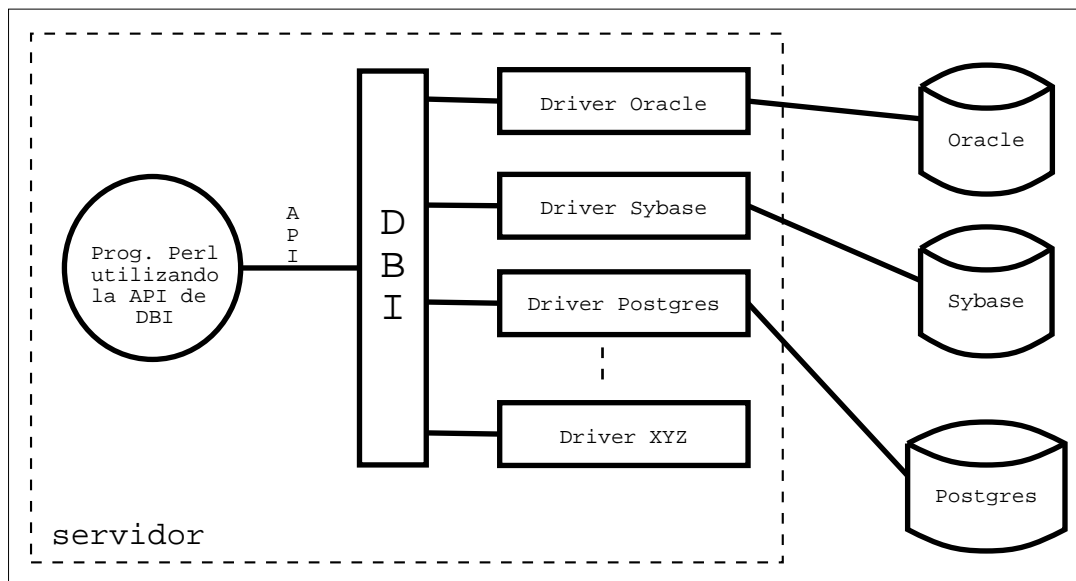 Driver Oracle
Oracle
Driver Sybase
A
P
I
D
B
I
Prog. Perl
utilizando
la API de
DBI
Driver Postgres
Sybase
Driver XYZ
Postgres
servidor